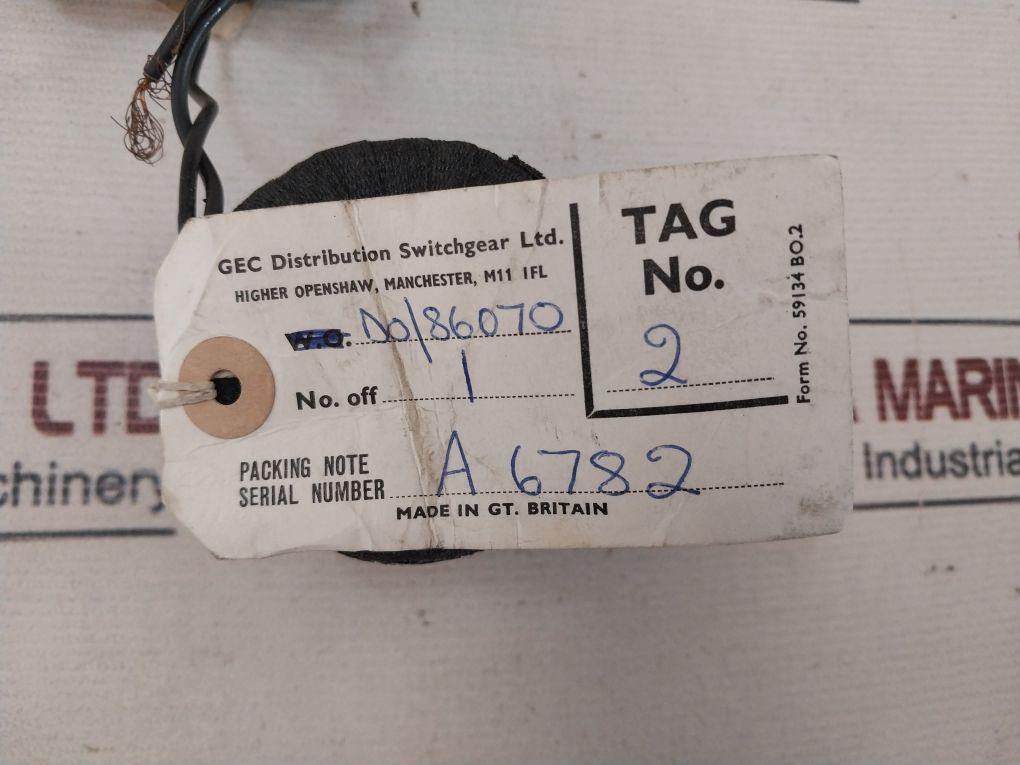 GEC Distribution Switchgear Ltd.
HIGHER OPENSHAW, MANCHESTER, M11 1FL
W.O. DO/86070
No. off 1
PACKING NOTE
SERIAL NUMBER A 6782
MADE IN GT. BRITAIN
TAG
No.
2
Form No. 59134 BO.2
LTD
MARIN
chinery
Industria